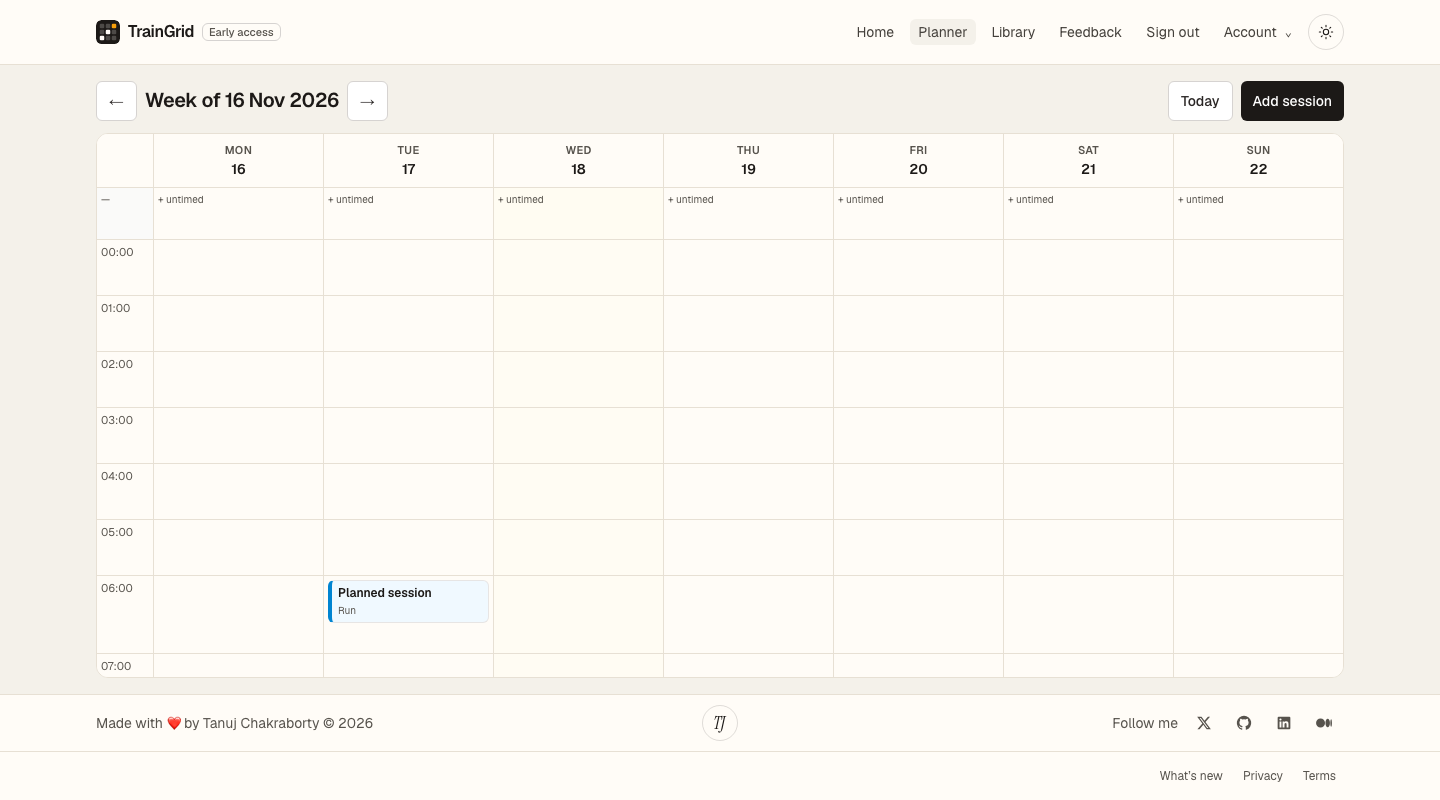 TrainGrid Early access Home Planner Library Feedback Sign out Account
← Week of 16 Nov 2026 → Today Add session
MON TUE WED THU FRI SAT SUN
16 17 18 19 20 21 22
— + untimed + untimed + untimed + untimed + untimed + untimed + untimed
00:00
01:00
02:00
03:00
04:00
05:00
06:00 Planned session
Run
07:00
Made with ❤️ by Tanuj Chakraborty © 2026 TJ Follow me
What's new Privacy Terms